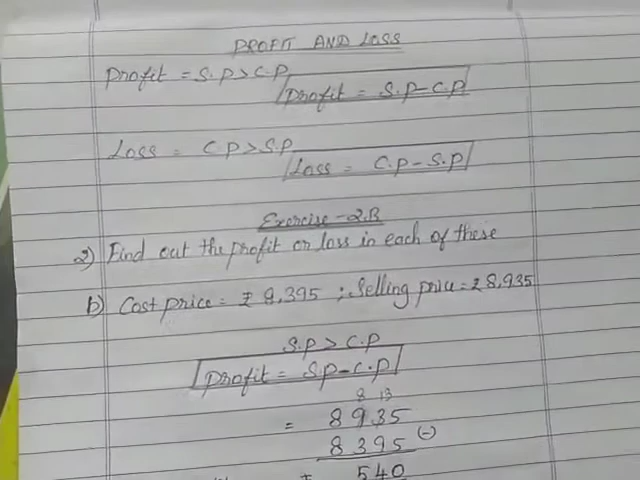 PROFIT AND LOSS
Profit = S.P > C.P
Profit = S.P - C.P
Loss = C.P > S.P
Loss = C.P - S.P
Exercise - 2.B
2) Find out the profit or loss in each of these
b) Cost price = ₹ 8,395 ; Selling price = ₹ 8,935
S.P > C.P
Profit = S.P - C.P
8 13
= 8935
8395 (-)
540